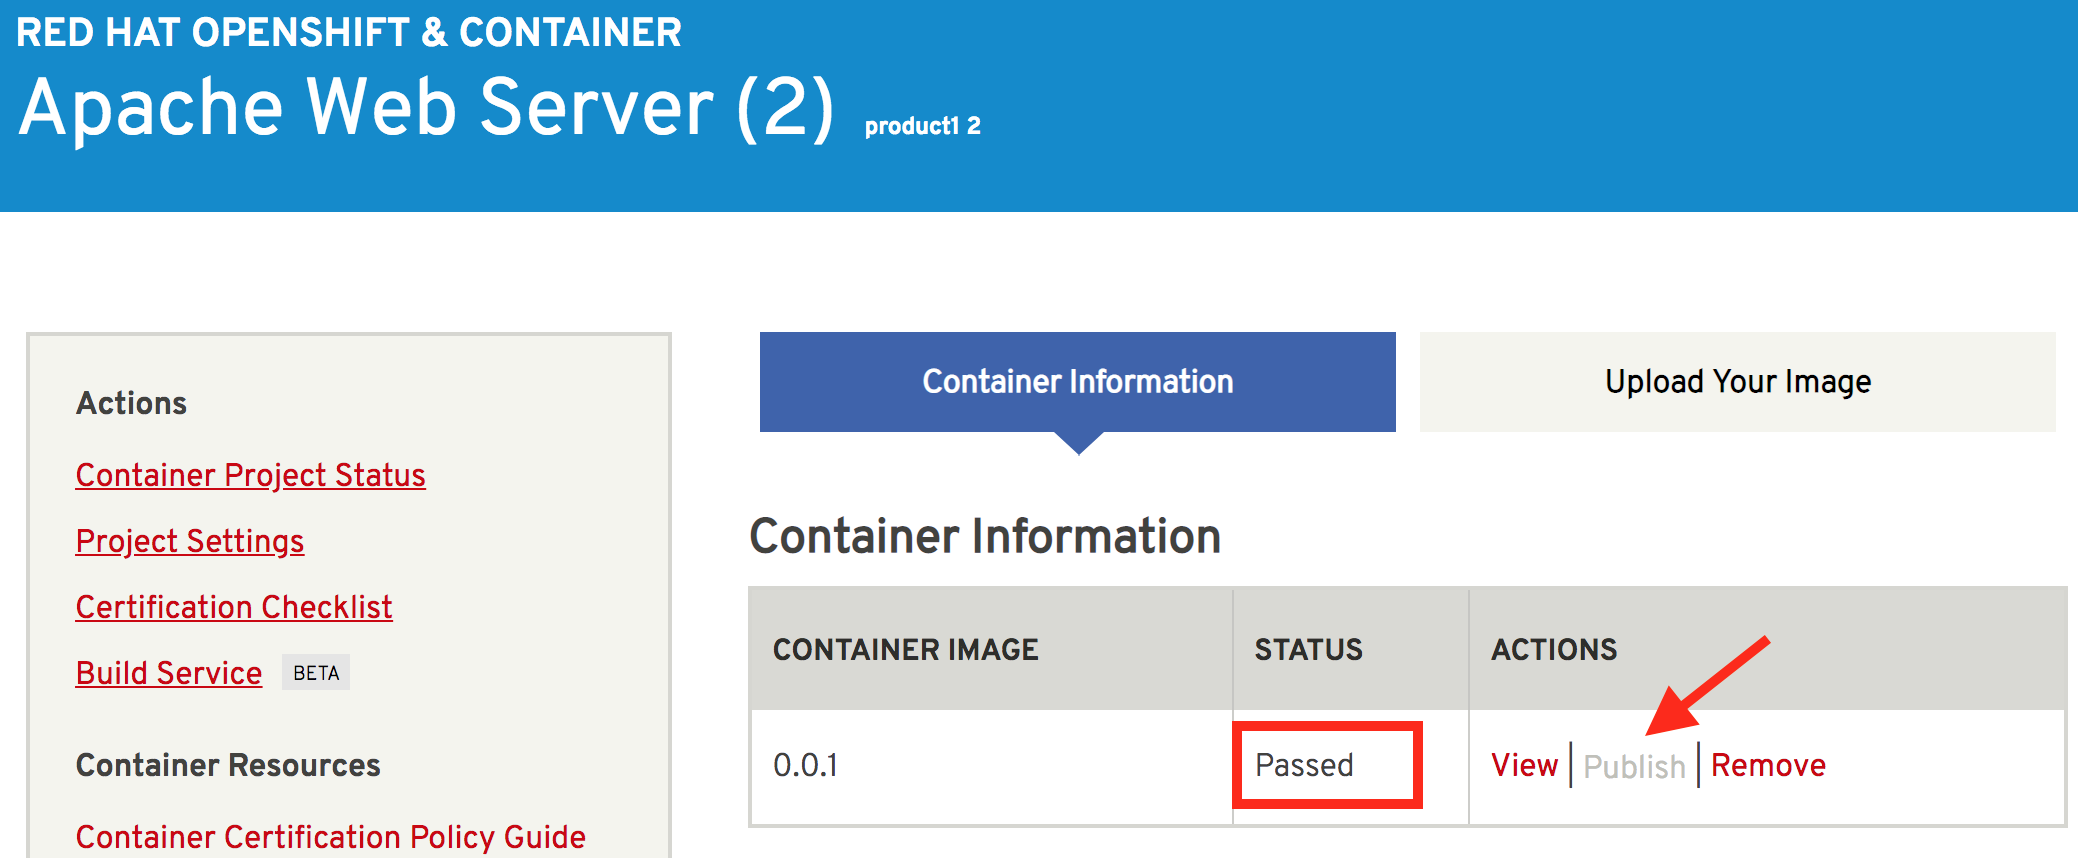 RED HAT OPENSHIFT & CONTAINER
Apache Web Server (2) product1 2
Actions
Container Project Status
Project Settings
Certification Checklist
Build Service BETA
Container Resources
Container Certification Policy Guide
Container Information
Upload Your Image
Container Information
CONTAINER IMAGE STATUS ACTIONS
0.0.1 Passed View | Publish | Remove